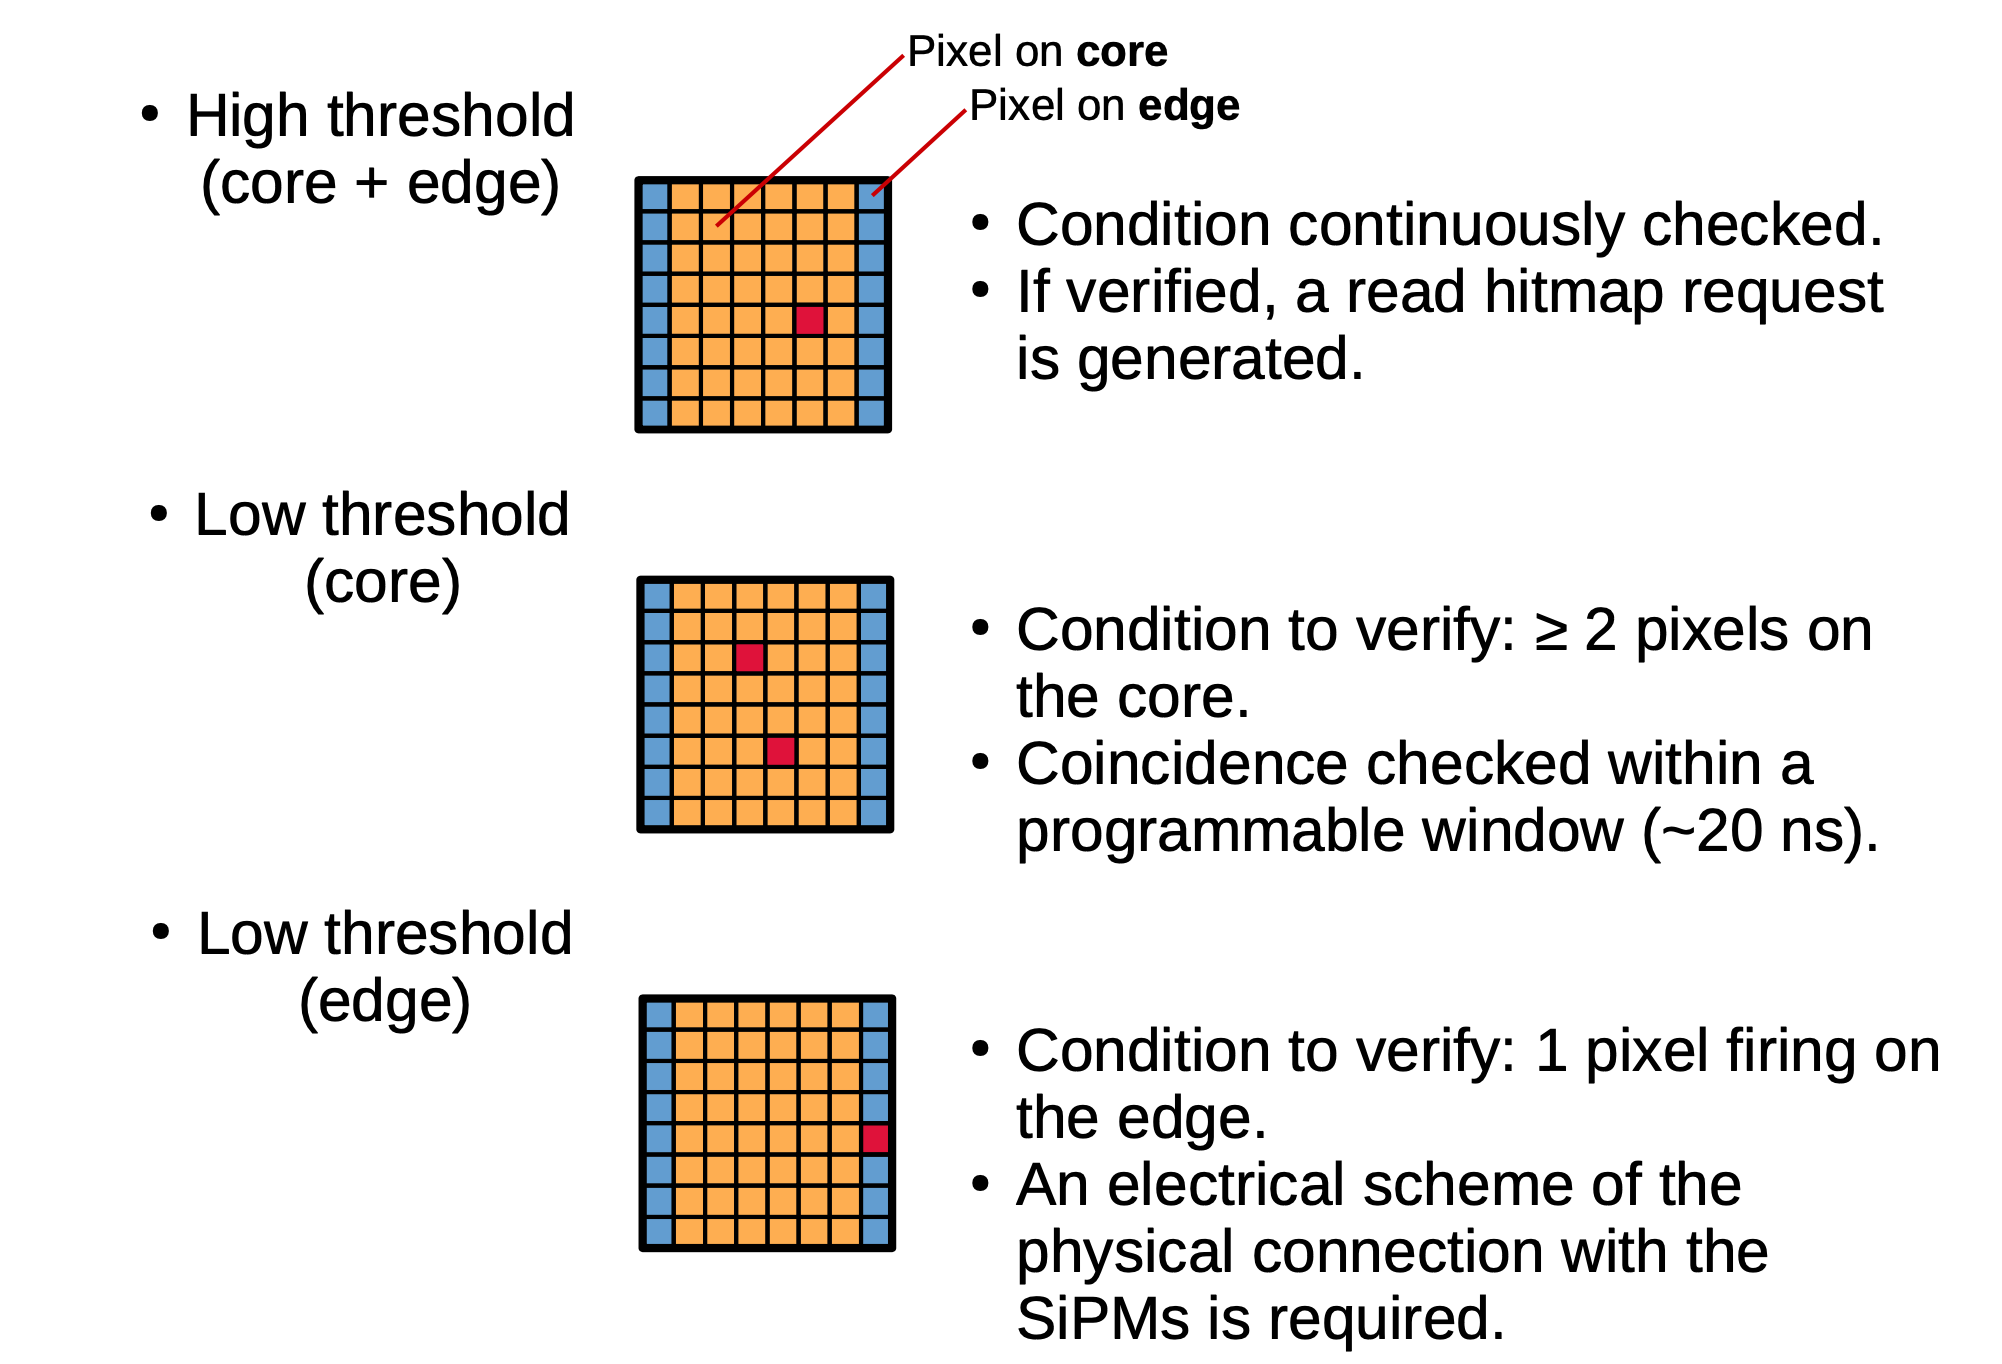 Pixel on core
Pixel on edge
• High threshold
(core + edge)
• Condition continuously checked.
• If verified, a read hitmap request
is generated.
• Low threshold
(core)
• Condition to verify: ≥ 2 pixels on
the core.
• Coincidence checked within a
programmable window (~20 ns).
• Low threshold
(edge)
• Condition to verify: 1 pixel firing on
the edge.
• An electrical scheme of the
physical connection with the
SiPMs is required.